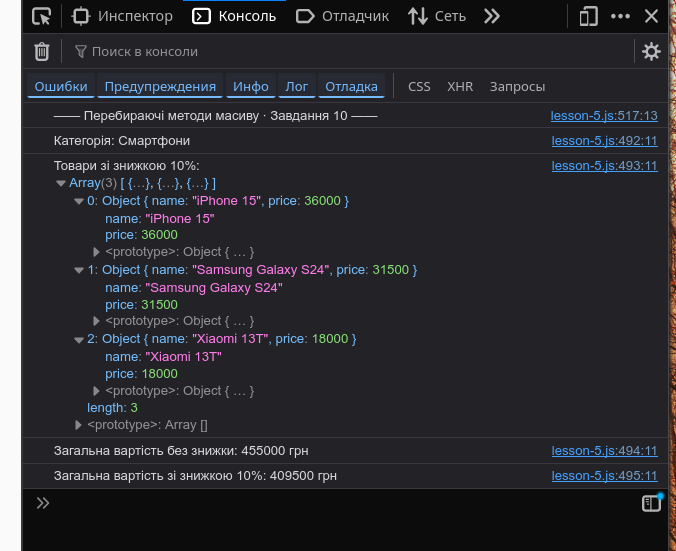 Инспектор Консоль Отладчик Сеть
Поиск в консоли
Ошибки Предупреждения Инфо Лог Отладка CSS XHR Запросы
—— Перебираючі методи масиву · Завдання 10 —— lesson-5.js:517:13
Категорія: Смартфони lesson-5.js:492:11
Товари зі знижкою 10%: lesson-5.js:493:11
Array(3) [ {…}, {…}, {…} ]
0: Object { name: "iPhone 15", price: 36000 }
name: "iPhone 15"
price: 36000
<prototype>: Object { … }
1: Object { name: "Samsung Galaxy S24", price: 31500 }
name: "Samsung Galaxy S24"
price: 31500
<prototype>: Object { … }
2: Object { name: "Xiaomi 13T", price: 18000 }
name: "Xiaomi 13T"
price: 18000
<prototype>: Object { … }
length: 3
<prototype>: Array []
Загальна вартість без знижки: 455000 грн lesson-5.js:494:11
Загальна вартість зі знижкою 10%: 409500 грн lesson-5.js:495:11